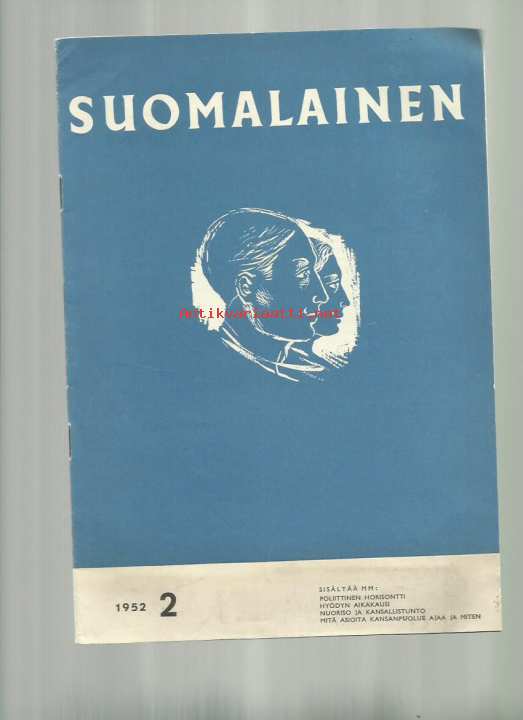 SUOMALAINEN
Artikvariaatti.net
1952 2
SISÄLTÄÄ MM:
POLIITTINEN HORISONTTI
HYÖDYN AIKAKAUSI
NUORISO JA KANSALLISTUNTO
MITÄ ASIOITA KANSANPUOLUE AJAA JA MITEN